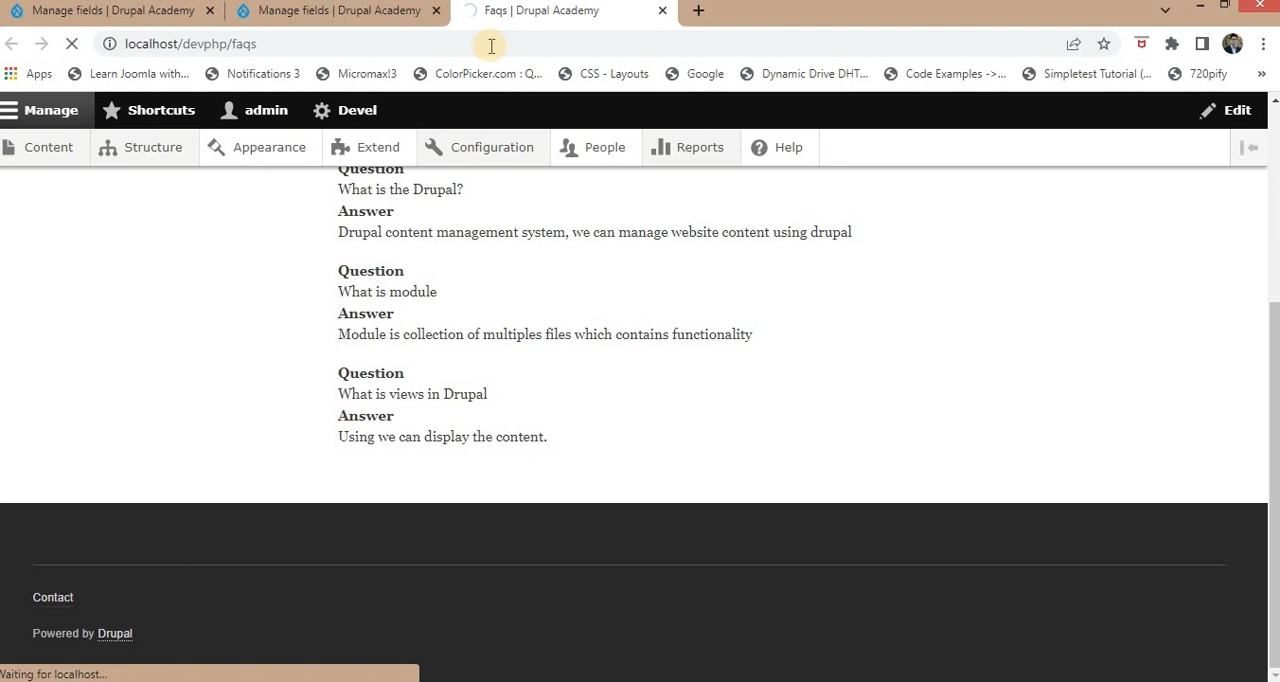 Manage fields | Drupal Academy
Manage fields | Drupal Academy
Faqs | Drupal Academy
localhost/devphp/faqs
Apps
Learn Joomla with...
Notifications 3
Micromax!3
ColorPicker.com : Q...
CSS - Layouts
Google
Dynamic Drive DHT...
Code Examples ->...
Simpletest Tutorial (...
720pify
»
Manage
Shortcuts
admin
Devel
Edit
Content
Structure
Appearance
Extend
Configuration
People
Reports
Help
Question
What is the Drupal?
Answer
Drupal content management system, we can manage website content using drupal
Question
What is module
Answer
Module is collection of multiples files which contains functionality
Question
What is views in Drupal
Answer
Using we can display the content.
Contact
Powered by Drupal
Waiting for localhost...